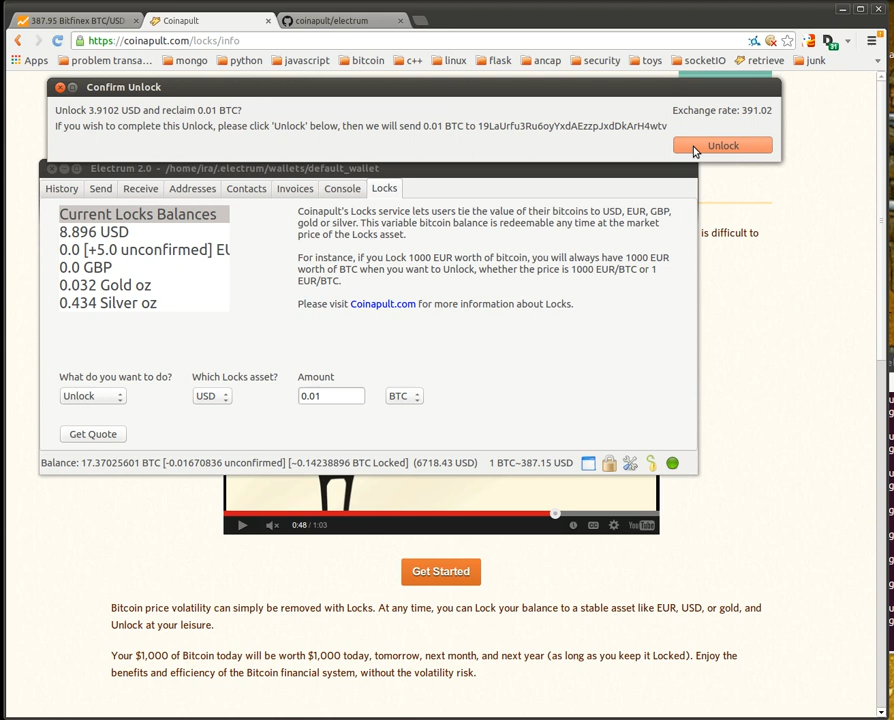 387.95 Bitfinex BTC/USD
Coinapult
coinapult/electrum
https://coinapult.com/locks/info
problem transa...
mongo
python
javascript
bitcoin
c++
linux
flask
ancap
security
toys
socketIO
retrieve
junk
Confirm Unlock
Unlock 3.9102 USD and reclaim 0.01 BTC?
Exchange rate: 391.02
If you wish to complete this Unlock, please click 'Unlock' below, then we will send 0.01 BTC to 19LaUrfu3Ru6oyYxdAEzzpJxdDkArH4wtv
Unlock
Electrum 2.0 - /home/ira/.electrum/wallets/default_wallet
History
Send
Receive
Addresses
Contacts
Invoices
Console
Locks
Current Locks Balances
8.896 USD
0.0 [+5.0 unconfirmed] EU
0.0 GBP
0.032 Gold oz
0.434 Silver oz
Coinapult's Locks service lets users tie the value of their bitcoins to USD, EUR, GBP,
gold or silver. This variable bitcoin balance is redeemable any time at the market
price of the Locks asset.
For instance, if you Lock 1000 EUR worth of bitcoin, you will always have 1000 EUR
worth of BTC when you want to Unlock, whether the price is 1000 EUR/BTC or 1
EUR/BTC.
Please visit Coinapult.com for more information about Locks.
is difficult to
What do you want to do?
Which Locks asset?
Amount
Unlock
USD
0.01
BTC
Get Quote
Balance: 17.37025601 BTC [-0.01670836 unconfirmed] [~0.14238896 BTC Locked] (6718.43 USD)
1 BTC~387.15 USD
0:48 / 1:03
CC
YouTube
Get Started
Bitcoin price volatility can simply be removed with Locks. At any time, you can Lock your balance to a stable asset like EUR, USD, or gold, and
Unlock at your leisure.
Your $1,000 of Bitcoin today will be worth $1,000 today, tomorrow, next month, and next year (as long as you keep it Locked). Enjoy the
benefits and efficiency of the Bitcoin financial system, without the volatility risk.